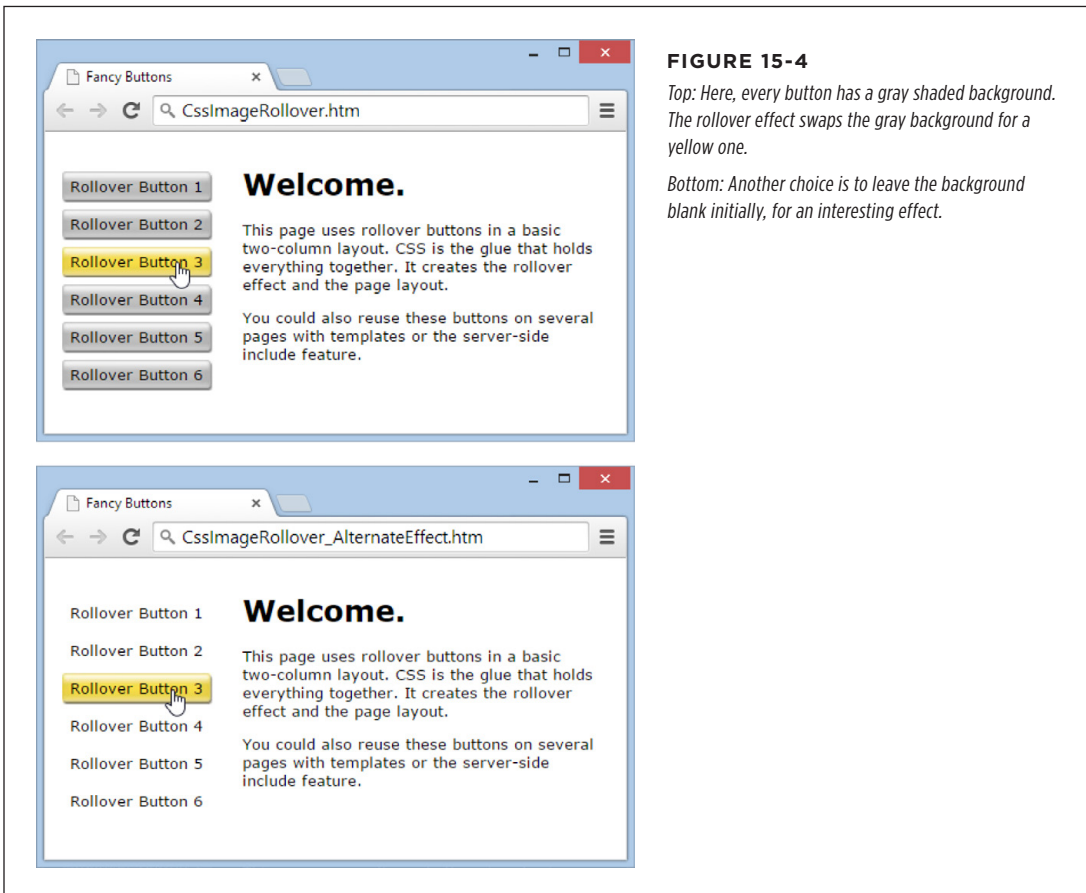 Fancy Buttons
CssImageRollover.htm
Rollover Button 1
Rollover Button 2
Rollover Button 3
Rollover Button 4
Rollover Button 5
Rollover Button 6
Welcome.
This page uses rollover buttons in a basic
two-column layout. CSS is the glue that holds
everything together. It creates the rollover
effect and the page layout.
You could also reuse these buttons on several
pages with templates or the server-side
include feature.
Fancy Buttons
CssImageRollover_AlternateEffect.htm
Rollover Button 1
Rollover Button 2
Rollover Button 3
Rollover Button 4
Rollover Button 5
Rollover Button 6
Welcome.
This page uses rollover buttons in a basic
two-column layout. CSS is the glue that holds
everything together. It creates the rollover
effect and the page layout.
You could also reuse these buttons on several
pages with templates or the server-side
include feature.
FIGURE 15-4
Top: Here, every button has a gray shaded background.
The rollover effect swaps the gray background for a
yellow one.
Bottom: Another choice is to leave the background
blank initially, for an interesting effect.